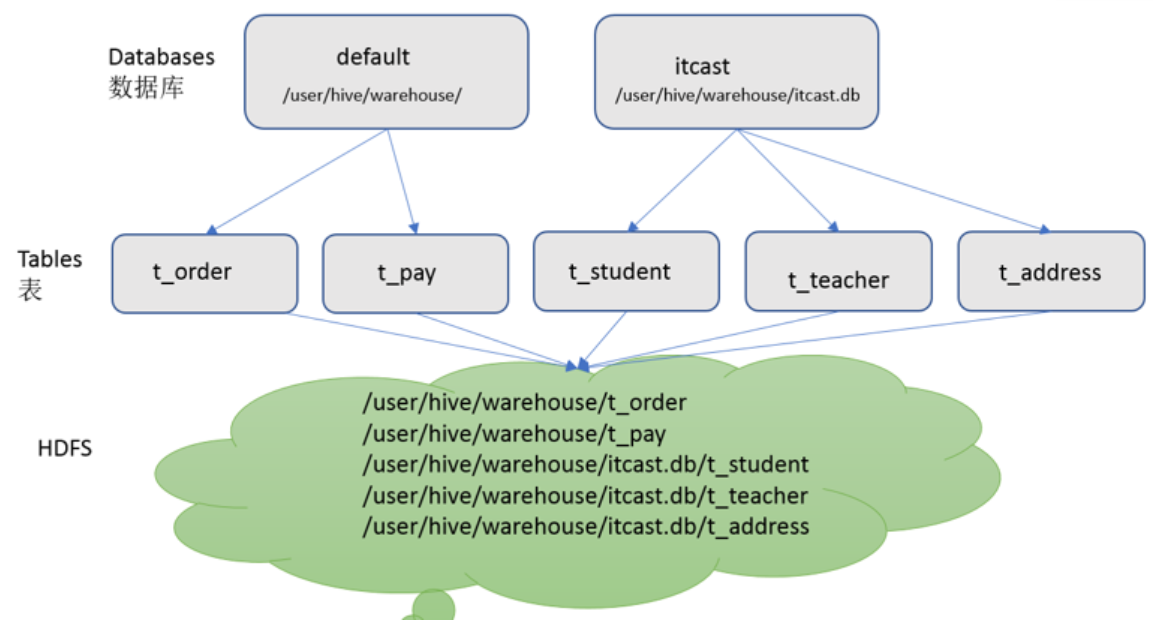 Databases
数据库
default
/user/hive/warehouse/
itcast
/user/hive/warehouse/itcast.db
Tables
表
t_order
t_pay
t_student
t_teacher
t_address
HDFS
/user/hive/warehouse/t_order
/user/hive/warehouse/t_pay
/user/hive/warehouse/itcast.db/t_student
/user/hive/warehouse/itcast.db/t_teacher
/user/hive/warehouse/itcast.db/t_address